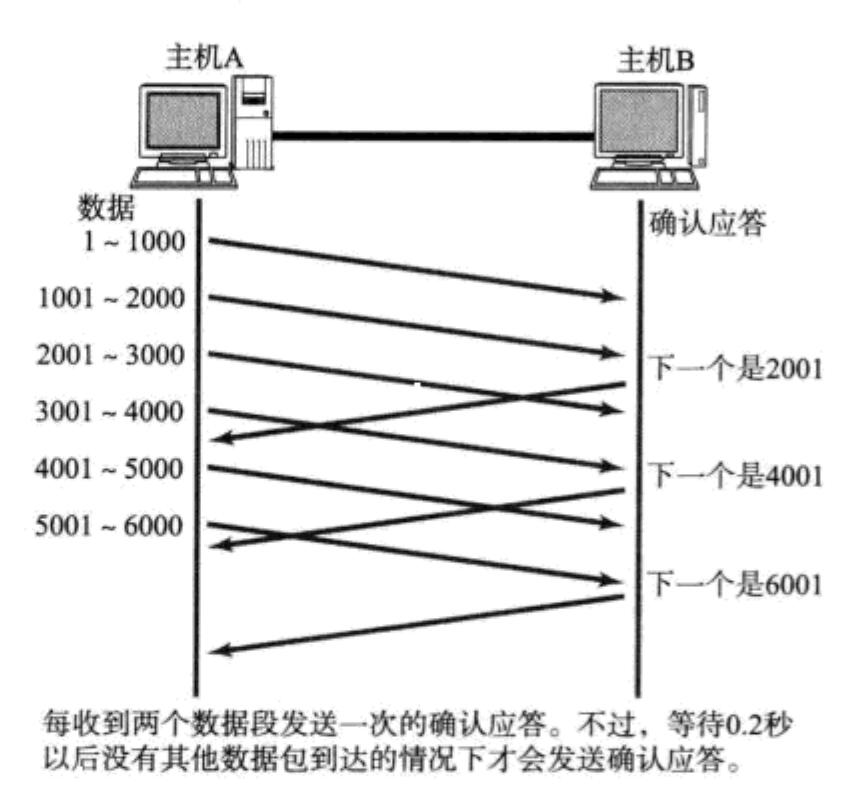 主机A
主机B
数据
确认应答
1 ~ 1000
1001 ~ 2000
2001 ~ 3000
下一个是2001
3001 ~ 4000
4001 ~ 5000
下一个是4001
5001 ~ 6000
下一个是6001
每收到两个数据段发送一次的确认应答。不过，等待0.2秒
以后没有其他数据包到达的情况下才会发送确认应答。